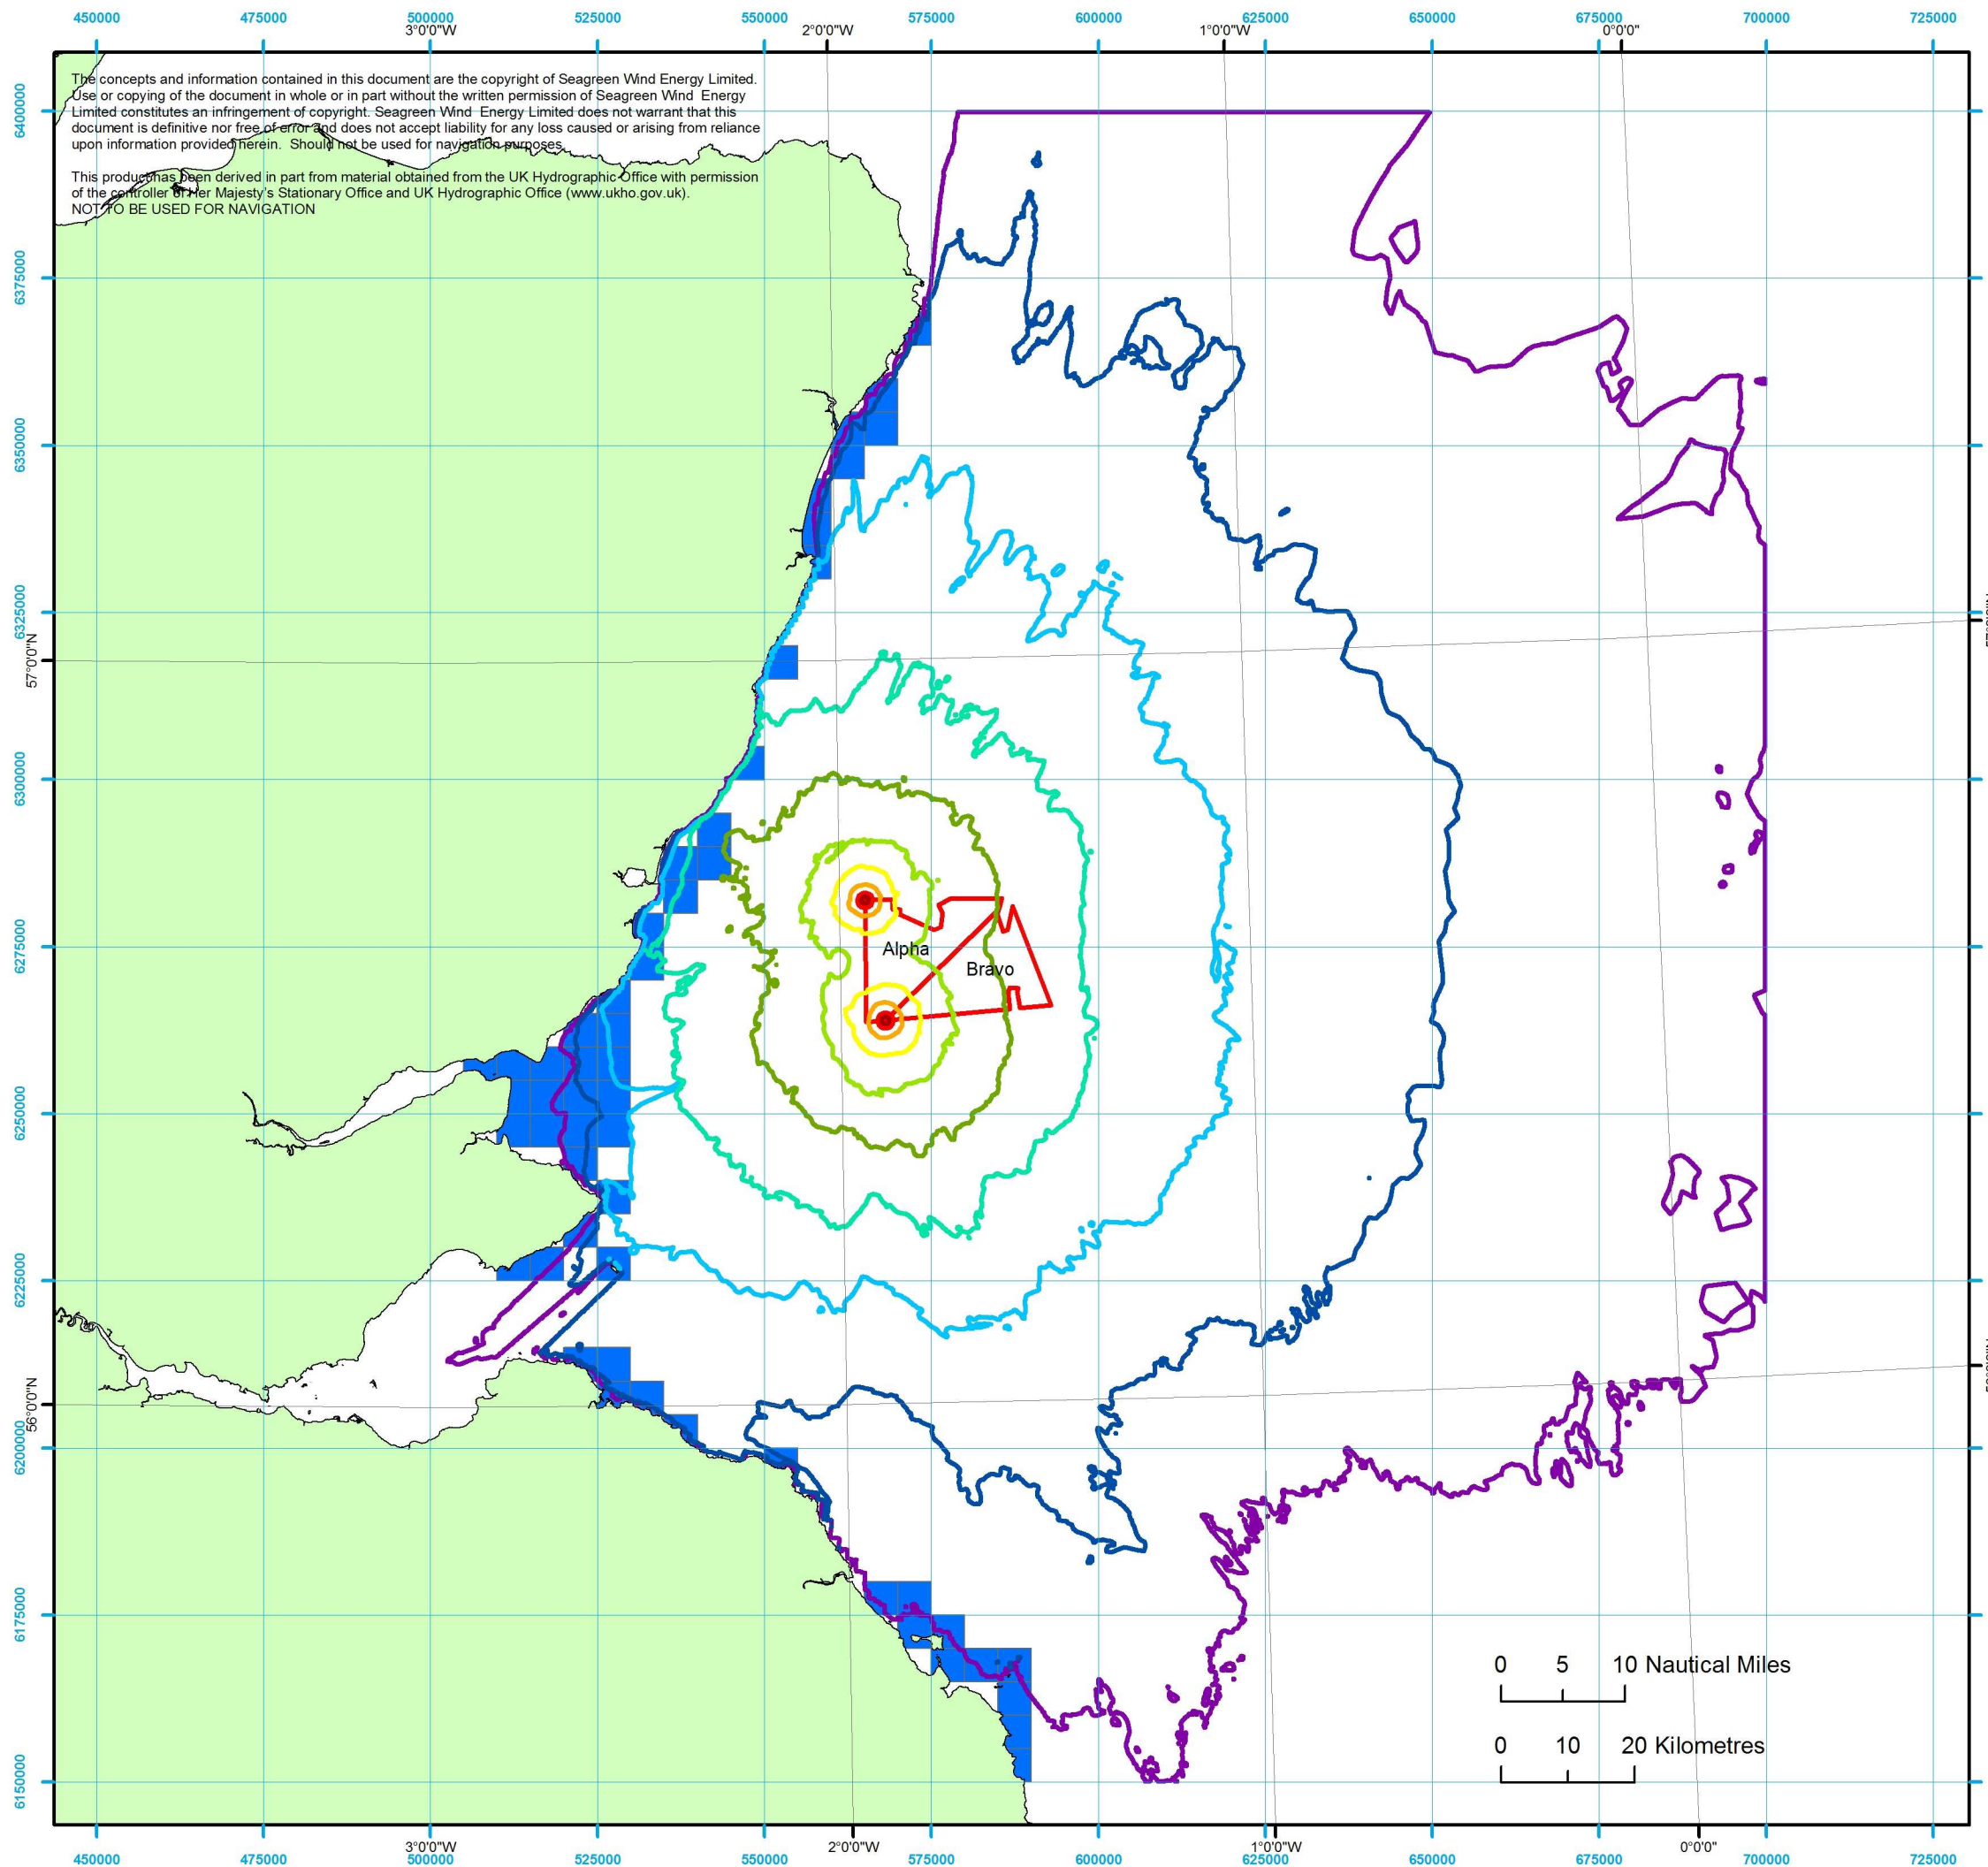 450000 475000 500000 525000 550000 575000 600000 625000 650000 675000 700000 725000
3°0'0"W 2°0'0"W 1°0'0"W 0°0'0"
The concepts and information contained in this document are the copyright of Seagreen Wind Energy Limited.
Use or copying of the document in whole or in part without the written permission of Seagreen Wind Energy
Limited constitutes an infringement of copyright. Seagreen Wind Energy Limited does not warrant that this
document is definitive nor free of error and does not accept liability for any loss caused or arising from reliance
upon information provided herein. Should not be used for navigation purposes.
This product has been derived in part from material obtained from the UK Hydrographic Office with permission
of the controller of Her Majesty's Stationary Office and UK Hydrographic Office (www.ukho.gov.uk).
NOT TO BE USED FOR NAVIGATION
6400000
6375000
6350000
6325000
57°0'0"N
6300000
6275000
Alpha
Bravo
6250000
6225000
56°0'0"N
6200000
6175000
6150000
0 5 10 Nautical Miles
0 10 20 Kilometres
3°0'0"W 2°0'0"W 1°0'0"W 0°0'0"
450000 475000 500000 525000 550000 575000 600000 625000 650000 675000 700000 725000